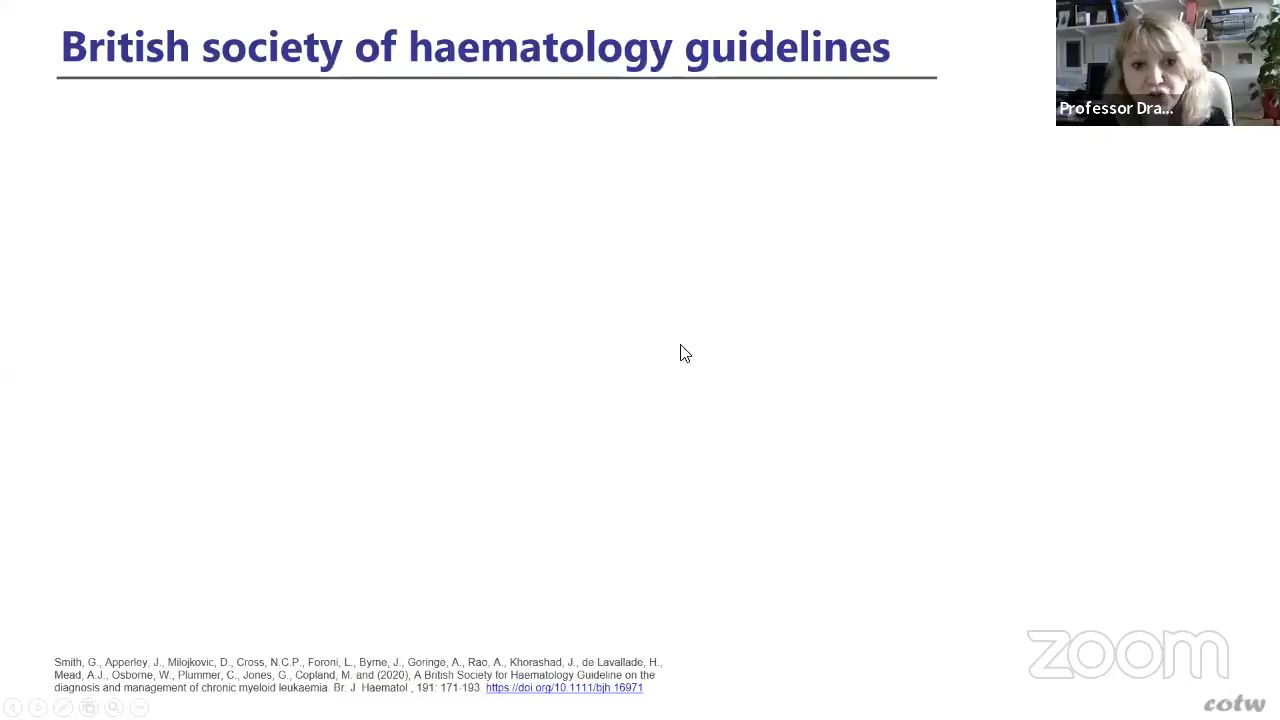 British society of haematology guidelines
Professor Dra...
Smith, G., Apperley, J., Milojkovic, D., Cross, N.C.P., Foroni, L., Byrne, J., Goringe, A., Rao, A., Khorashad, J., de Lavallade, H.,
Mead, A.J., Osborne, W., Plummer, C., Jones, G., Copland, M. and (2020), A British Society for Haematology Guideline on the
diagnosis and management of chronic myeloid leukaemia. Br. J. Haematol., 191: 171-193. https://doi.org/10.1111/bjh.16971
zoom
cotw